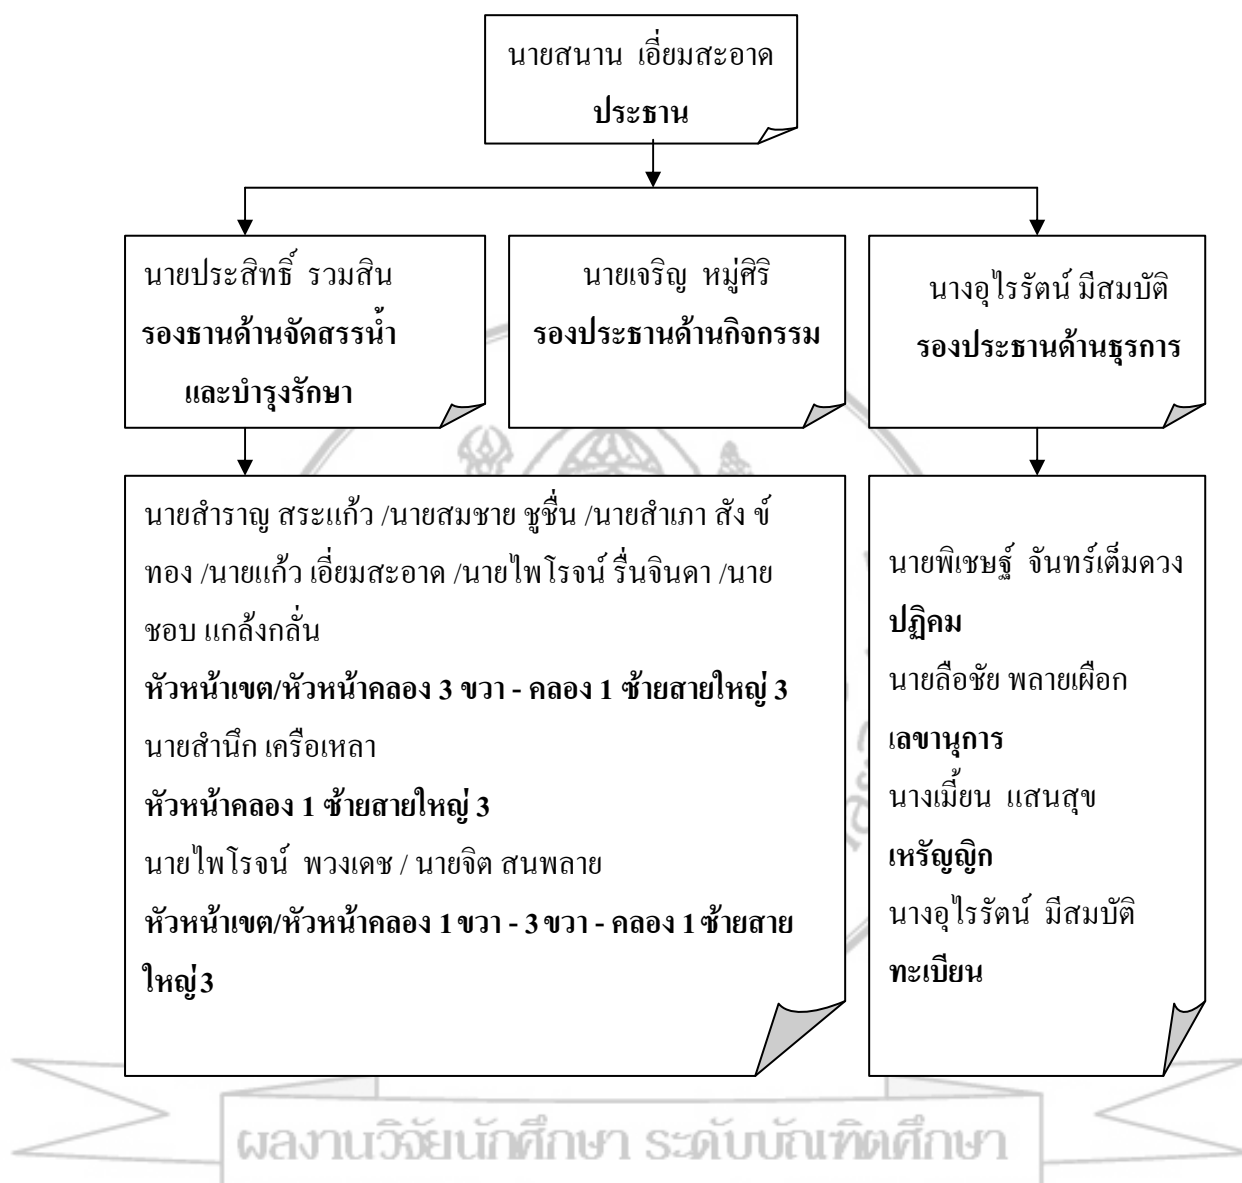 นายสนาน เอี่ยมสะอาด
ประธาน
นายประสิทธิ์ รวมสิน
รองธานด้านจัดสรรน้ำ
และบำรุงรักษา
นายเจริญ หมู่ศิริ
รองประธานด้านกิจกรรม
นางอุไรรัตน์ มีสมบัติ
รองประธานด้านธุรการ
นายสำราญ สระแก้ว /นายสมชาย ชูชื่น /นายสำเภา สัง ข์
ทอง /นายแก้ว เอี่ยมสะอาด /นายไพโรจน์ รื่นจินดา /นาย
ชอบ แกล้งกลั่น
หัวหน้าเขต/หัวหน้าคลอง 3 ขวา - คลอง 1 ซ้ายสายใหญ่ 3
นายสำนึก เครือเหลา
หัวหน้าคลอง 1 ซ้ายสายใหญ่ 3
นายไพโรจน์ พวงเดช / นายจิต สนพลาย
หัวหน้าเขต/หัวหน้าคลอง 1 ขวา - 3 ขวา - คลอง 1 ซ้ายสาย
ใหญ่ 3
นายพิเชษฐ์ จันทร์เต็มดวง
ปฏิคม
นายลือชัย พลายเผือก
เลขานุการ
นางเมี้ยน แสนสุข
เหรัญญิก
นางอุไรรัตน์ มีสมบัติ
ทะเบียน
ผลงานวิจัยนักศึกษา ระดับบัณฑิตศึกษา